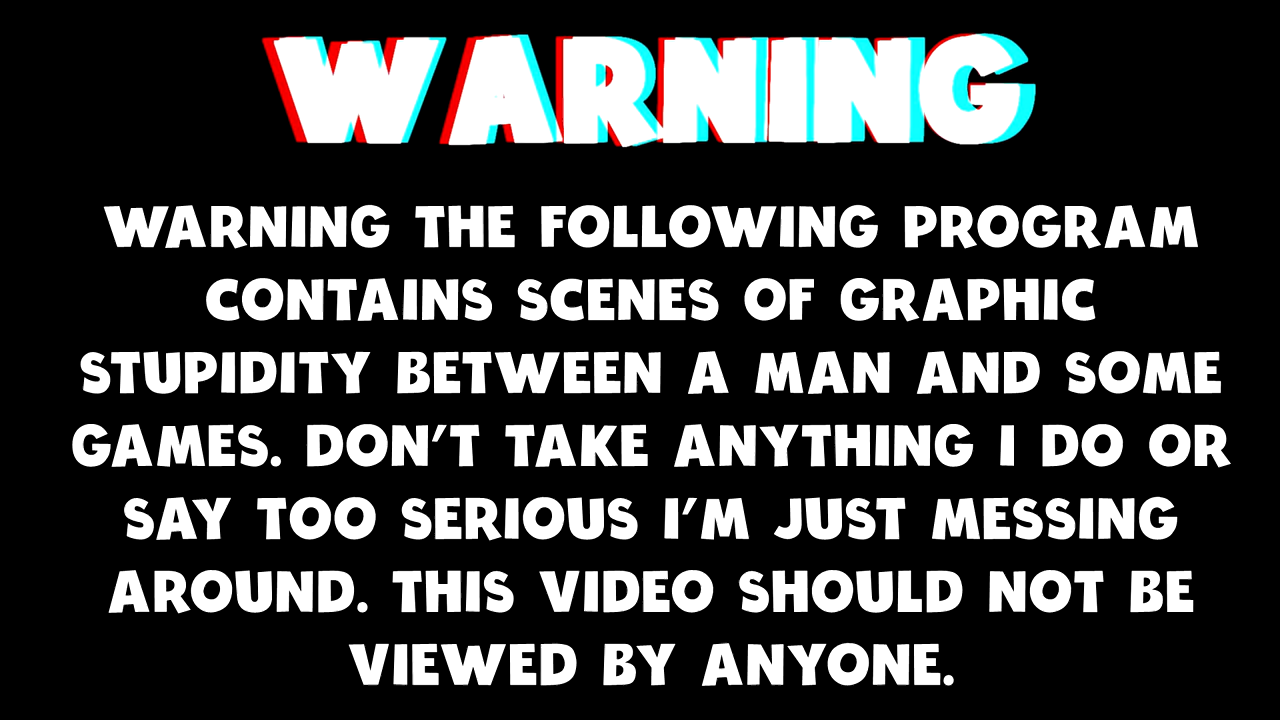 WARNING
WARNING THE FOLLOWING PROGRAM
CONTAINS SCENES OF GRAPHIC
STUPIDITY BETWEEN A MAN AND SOME
GAMES. DON'T TAKE ANYTHING I DO OR
SAY TOO SERIOUS I'M JUST MESSING
AROUND. THIS VIDEO SHOULD NOT BE
VIEWED BY ANYONE.